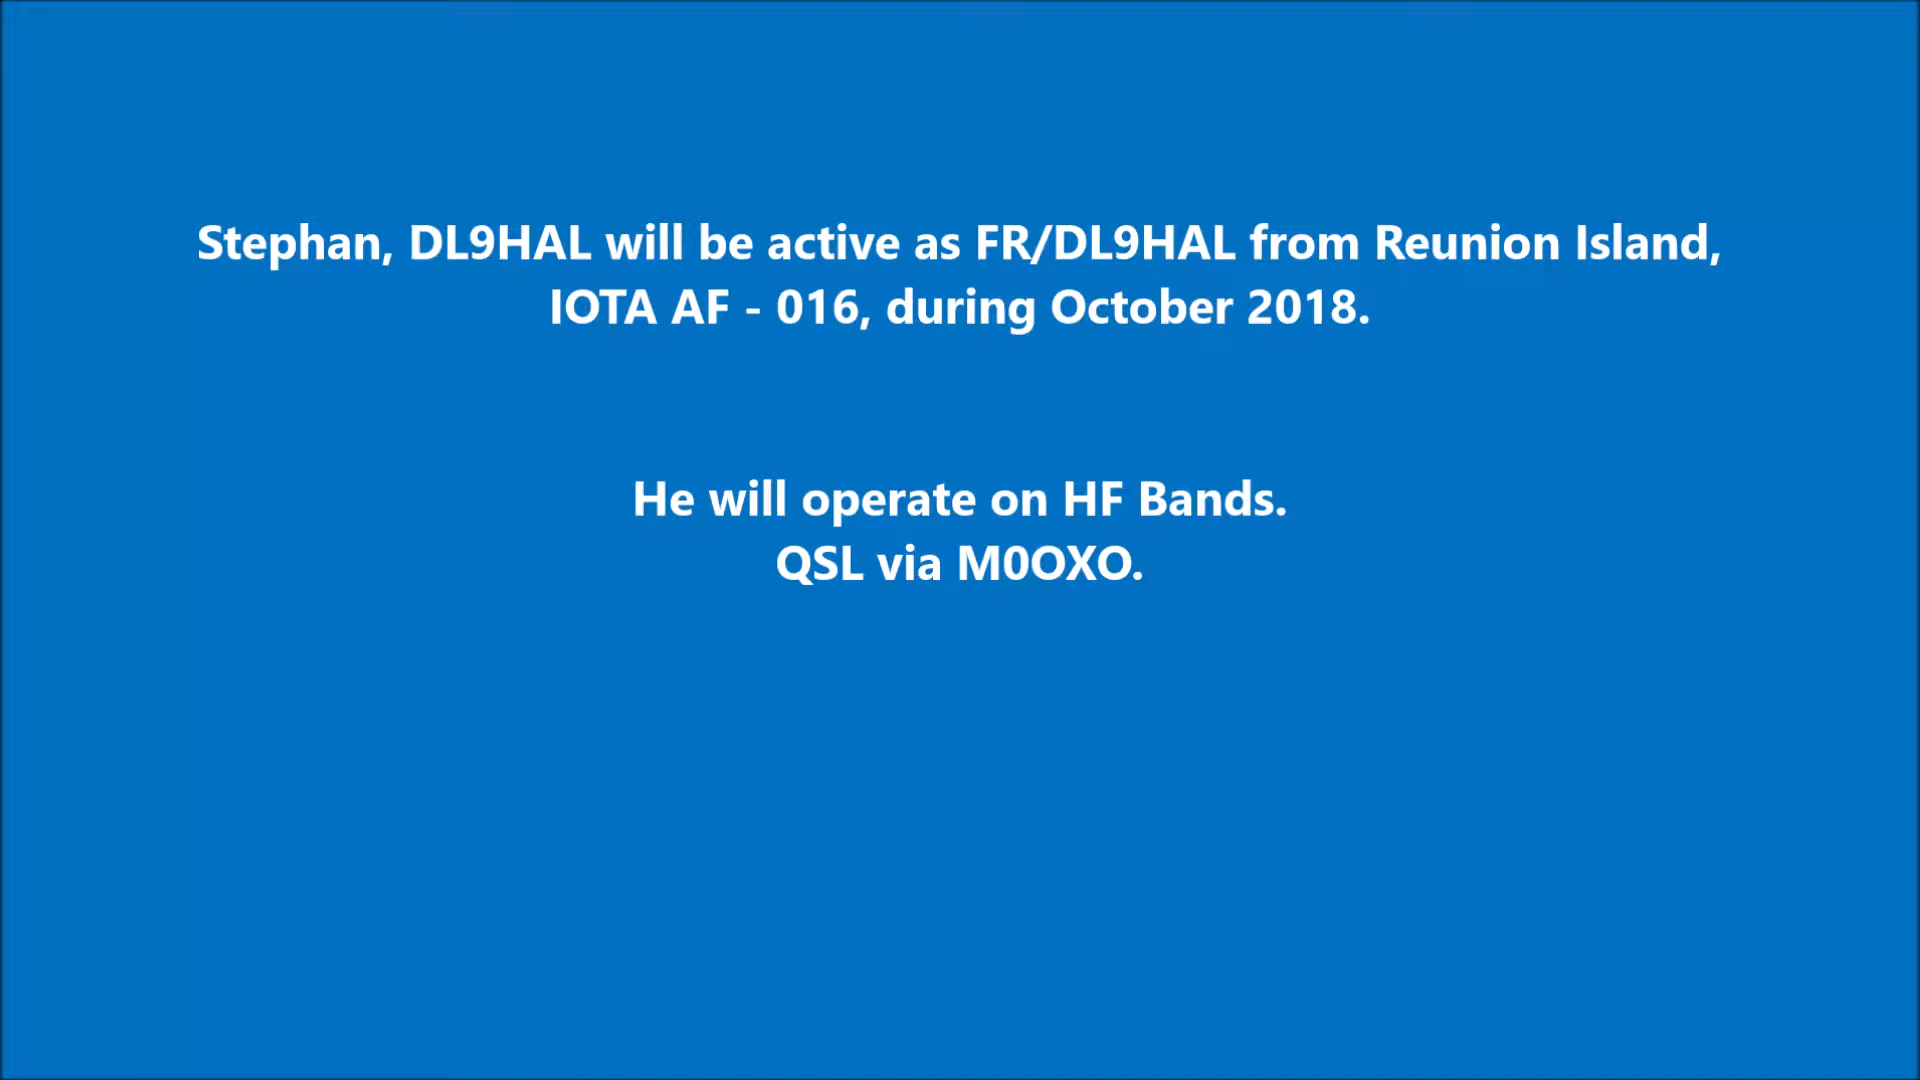 Stephan, DL9HAL will be active as FR/DL9HAL from Reunion Island,
IOTA AF - 016, during October 2018.
He will operate on HF Bands.
QSL via M0OXO.